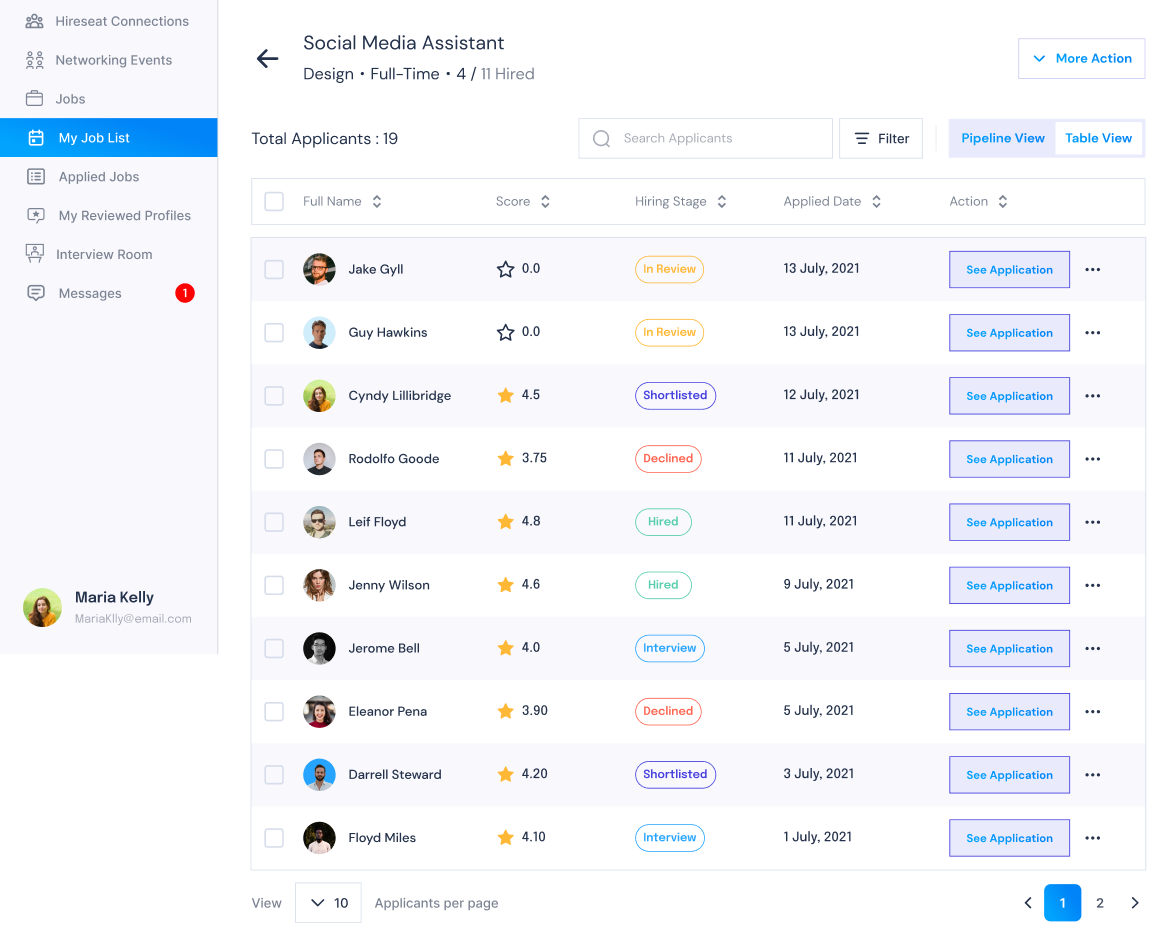 Hireseat Connections
Networking Events
Jobs
My Job List
Applied Jobs
My Reviewed Profiles
Interview Room
Messages 1
Maria Kelly
MariaKlly@email.com
Social Media Assistant
Design • Full-Time • 4 / 11 Hired
More Action
Total Applicants : 19
Search Applicants
Filter
Pipeline View Table View
Full Name Score Hiring Stage Applied Date Action
Jake Gyll 0.0 In Review 13 July, 2021 See Application
Guy Hawkins 0.0 In Review 13 July, 2021 See Application
Cyndy Lillibridge 4.5 Shortlisted 12 July, 2021 See Application
Rodolfo Goode 3.75 Declined 11 July, 2021 See Application
Leif Floyd 4.8 Hired 11 July, 2021 See Application
Jenny Wilson 4.6 Hired 9 July, 2021 See Application
Jerome Bell 4.0 Interview 5 July, 2021 See Application
Eleanor Pena 3.90 Declined 5 July, 2021 See Application
Darrell Steward 4.20 Shortlisted 3 July, 2021 See Application
Floyd Miles 4.10 Interview 1 July, 2021 See Application
View 10 Applicants per page 1 2